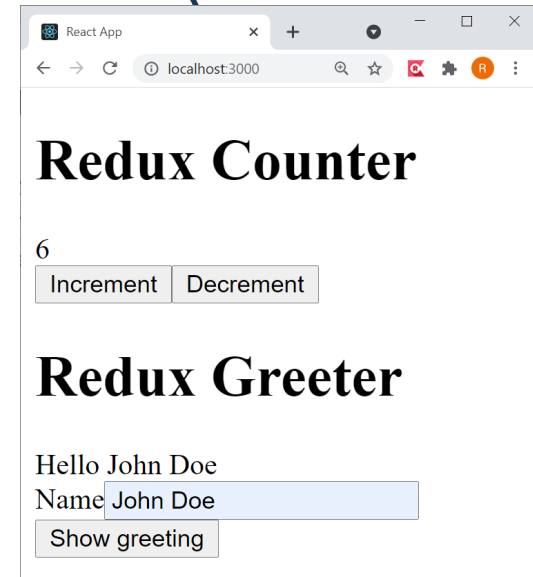 React App
localhost:3000
R
Redux Counter
6
Increment Decrement
Redux Greeter
Hello John Doe
Name John Doe
Show greeting